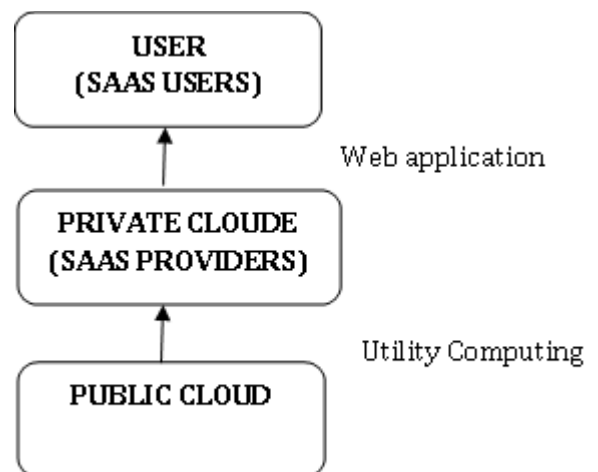 USER
(SAAS USERS)
Web application
PRIVATE CLOUDE
(SAAS PROVIDERS)
Utility Computing
PUBLIC CLOUD